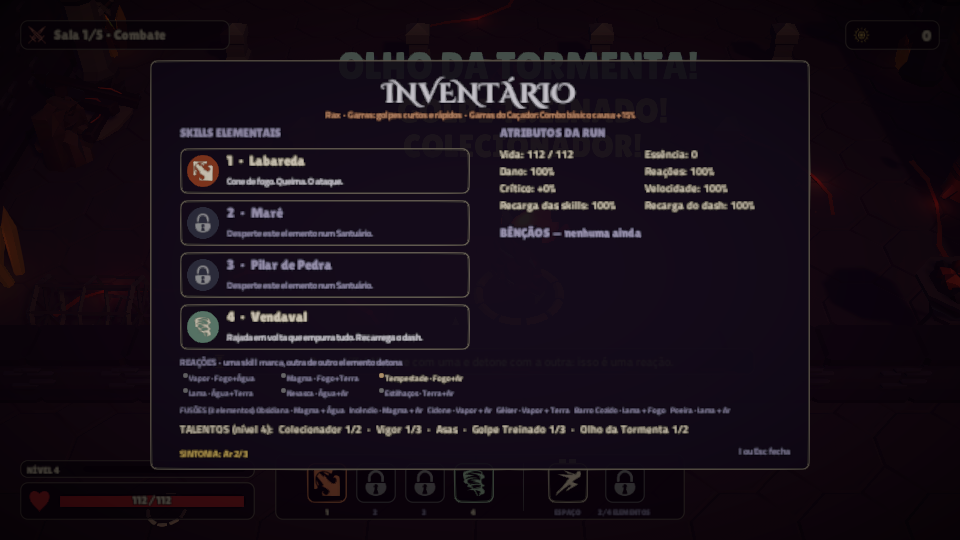 Sala 1/5 - Combate
0
OLHO DA TORMENTA!
COLECIONADOR!
INVENTÁRIO
Rax - Garras: golpes curtos e rápidos - Garras do Caçador: Combo básico causa +15%
SKILLS ELEMENTAIS
1 - Labareda
Cone de fogo. Queima. O ataque.
2 - Maré
Desperte este elemento num Santuário.
3 - Pilar de Pedra
Desperte este elemento num Santuário.
4 - Vendaval
Rajada em volta que empurra tudo. Recarrega o dash.
ATRIBUTOS DA RUN
Vida: 112 / 112 Essência: 0
Dano: 100% Reações: 100%
Crítico: +0% Velocidade: 100%
Recarga das skills: 100% Recarga do dash: 100%
BÊNÇÃOS — nenhuma ainda
REAÇÕES - uma skill marca, outra de outro elemento detona
Vapor - Fogo+Água Magma - Fogo+Terra Tempestade - Fogo+Ar
Lama - Água+Terra Nevasca - Água+Ar Estilhaços - Terra+Ar
FUSÕES (3 elementos) Obsidiana - Magma + Água Incêndio - Magma + Ar Ciclone - Vapor + Ar Gêiser - Vapor + Terra Barro Cozido - Lama + Fogo Poeira - Lama + Ar
TALENTOS (nível 4): Colecionador 1/2 - Vigor 1/3 - Asas - Golpe Treinado 1/3 - Olho da Tormenta 1/2
SINTONIA: Ar 2/3
I ou Esc fecha
NÍVEL 4
112 / 112
1 2 3 4 ESPAÇO 2/4 ELEMENTOS